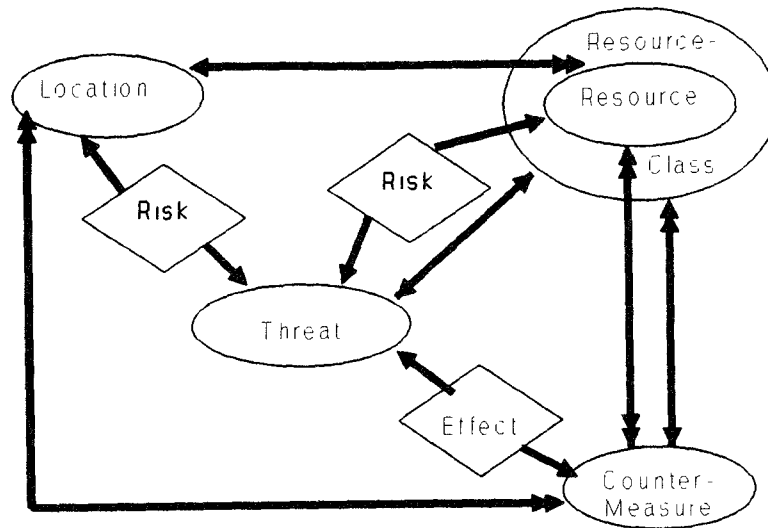 Resource-
Location
Resource
Risk
Class
Risk
Threat
Effect
Counter-
Measure